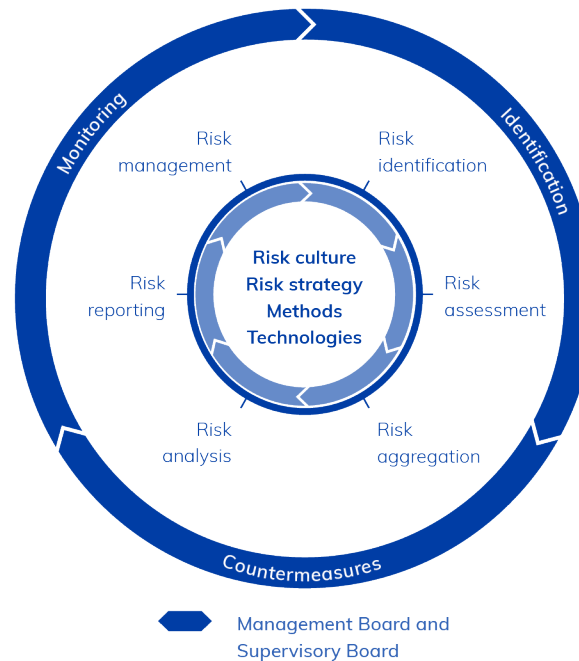 Monitoring
Identification
Risk
management
Risk
identification
Risk culture
Risk strategy
Methods
Technologies
Risk
reporting
Risk
assessment
Risk
analysis
Risk
aggregation
Countermeasures
Management Board and
Supervisory Board